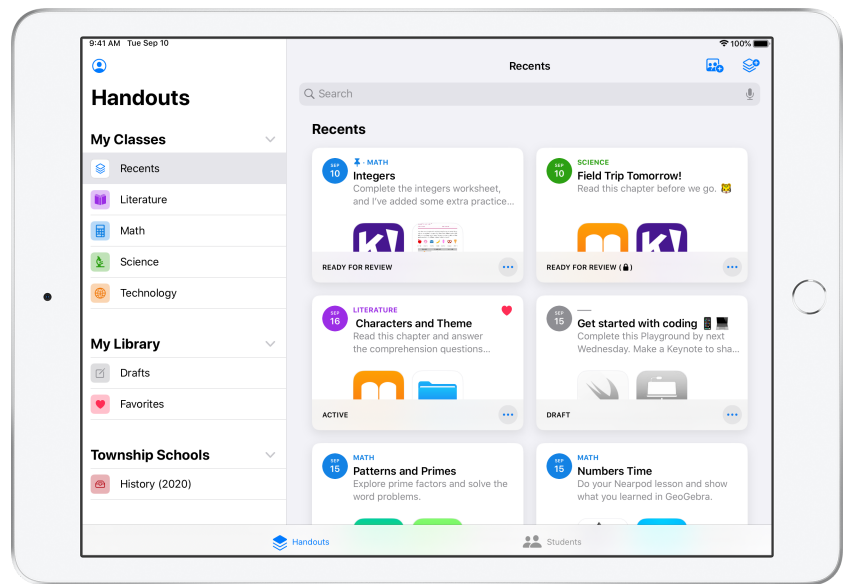 9:41 AM Tue Sep 10
100%
Handouts
My Classes
Recents
Literature
Math
Science
Technology
My Library
Drafts
Favorites
Township Schools
History (2020)
Recents
Search
Recents
SEP
10
· MATH
Integers
Complete the integers worksheet,
and I've added some extra practice...
K!
READY FOR REVIEW
SEP
10
SCIENCE
Field Trip Tomorrow!
Read this chapter before we go. 🐯
K!
READY FOR REVIEW (🔒)
SEP
16
LITERATURE
Characters and Theme
Read this chapter and answer
the comprehension questions...
ACTIVE
SEP
15
Get started with coding 📱 💻
Complete this Playground by next
Wednesday. Make a Keynote to sha...
DRAFT
SEP
15
MATH
Patterns and Primes
Explore prime factors and solve the
word problems.
SEP
15
MATH
Numbers Time
Do your Nearpod lesson and show
what you learned in GeoGebra.
Handouts
Students